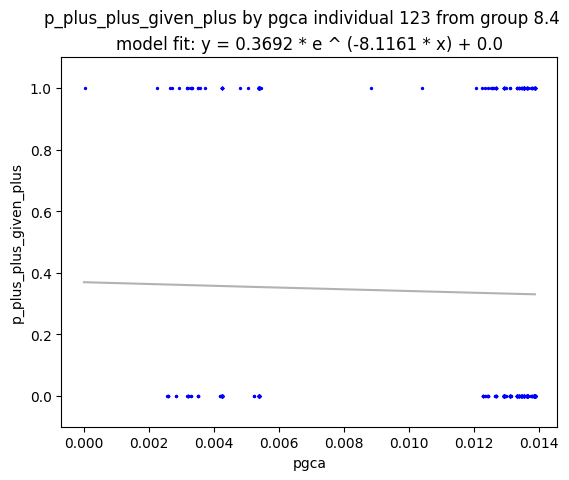 p_plus_plus_given_plus by pgca individual 123 from group 8.4
model fit: y = 0.3692 * e ^ (-8.1161 * x) + 0.0
p_plus_plus_given_plus
1.0
0.8
0.6
0.4
0.2
0.0
0.000 0.002 0.004 0.006 0.008 0.010 0.012 0.014
pgca